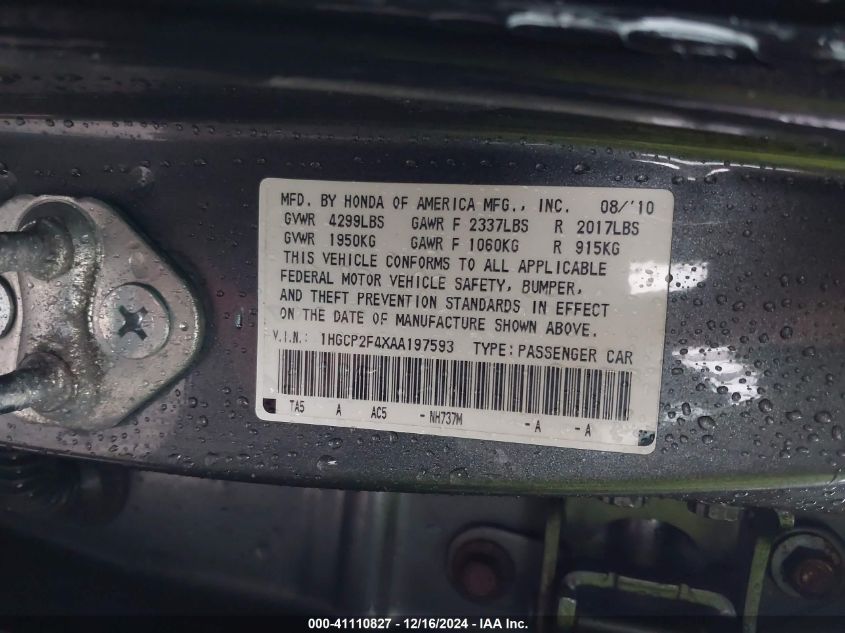 MFD. BY HONDA OF AMERICA MFG., INC. 08/'10
GVWR 4299LBS GAWR F 2337LBS R 2017LBS
GVWR 1950KG GAWR F 1060KG R 915KG
THIS VEHICLE CONFORMS TO ALL APPLICABLE
FEDERAL MOTOR VEHICLE SAFETY, BUMPER,
AND THEFT PREVENTION STANDARDS IN EFFECT
ON THE DATE OF MANUFACTURE SHOWN ABOVE.
V.I.N.: 1HGCP2F4XAA197593 TYPE:PASSENGER CAR
TA5 A AC5 -NH737M -A -A
000-41110827 - 12/16/2024 - IAA Inc.